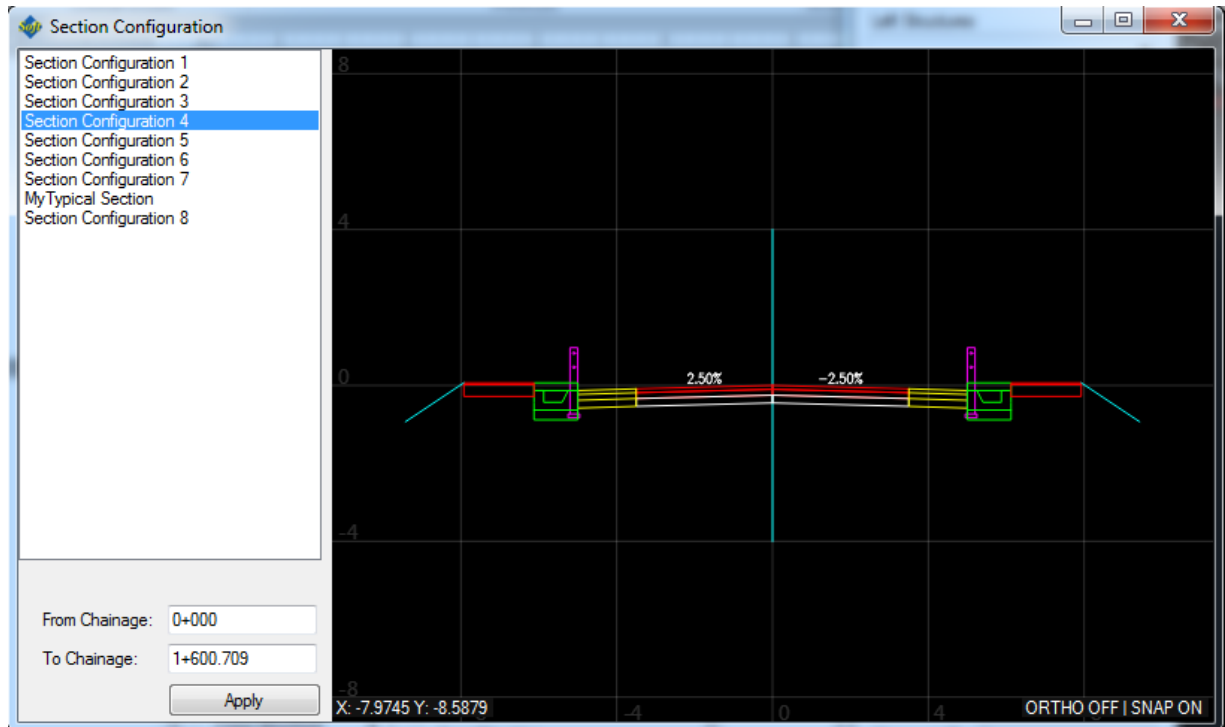 Section Configuration
Section Configuration 1
Section Configuration 2
Section Configuration 3
Section Configuration 4
Section Configuration 5
Section Configuration 6
Section Configuration 7
MyTypical Section
Section Configuration 8
From Chainage: 0+000
To Chainage: 1+600.709
Apply
8
4
0
-4
-8
2.50%
-2.50%
-4
0
4
X: -7.9745 Y: -8.5879
ORTHO OFF | SNAP ON